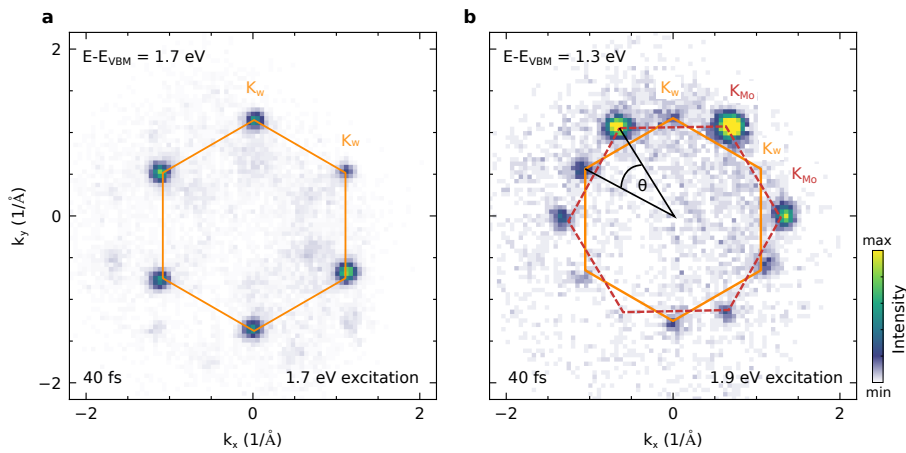 a
E-E_VBM = 1.7 eV
K_w
K_w
40 fs
1.7 eV excitation
2
1
0
−1
−2
k_y (1/Å)
−2
0
2
k_x (1/Å)
b
E-E_VBM = 1.3 eV
K_w
K_Mo
K_w
K_Mo
θ
40 fs
1.9 eV excitation
−2
0
2
k_x (1/Å)
max
Intensity
min